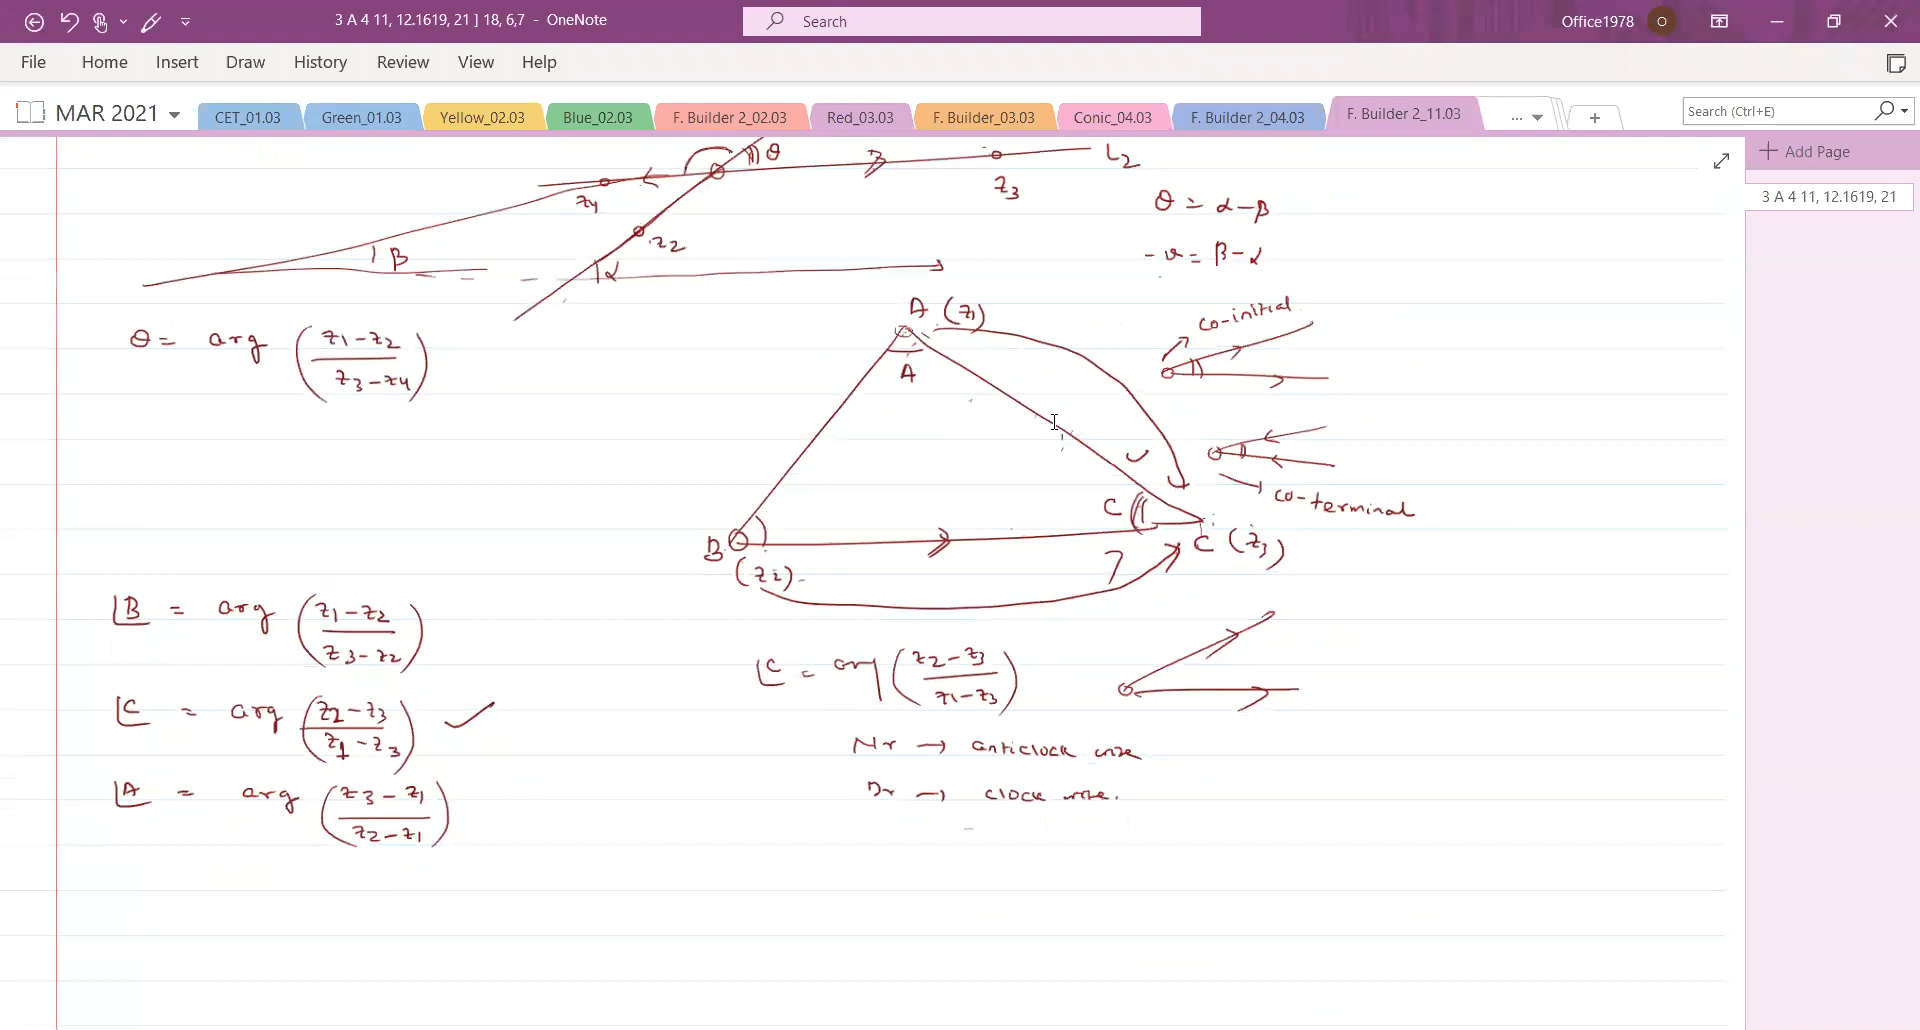 3 A 4 11, 12.1619, 21 ] 18, 6,7 - OneNote
Search
Office1978
O
File Home Insert Draw History Review View Help
MAR 2021
CET_01.03 Green_01.03 Yellow_02.03 Blue_02.03 F. Builder 2_02.03 Red_03.03 F. Builder_03.03 Conic_04.03 F. Builder 2_04.03 F. Builder 2_11.03 ... +
Search (Ctrl+E)
Add Page
3 A 4 11, 12.1619, 21
θ
L2
z4
z3
z2
β
α
θ = α-β
-θ = β-α
θ = arg (z1-z2 / z3-z4)
A (z1)
A
co-initial
co-terminal
C
C (z3)
B
(z2)
∠B = arg (z1-z2 / z3-z2)
∠C = arg (z2-z3 / z1-z3) ✓
∠A = arg (z3-z1 / z2-z1)
∠C = arg (z2-z3 / z1-z3)
Nr → anticlock wise
Dr → clock wise.